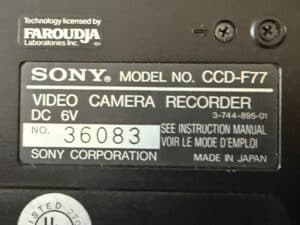 Technology licensed by
FAROUDJA
Laboratories Inc.
SONY® MODEL NO. CCD-F77
VIDEO CAMERA RECORDER
DC 6V 3-744-895-01
NO. 36083 SEE INSTRUCTION MANUAL
VOIR LE MODE D'EMPLOI
SONY CORPORATION MADE IN JAPAN
LISTED
U